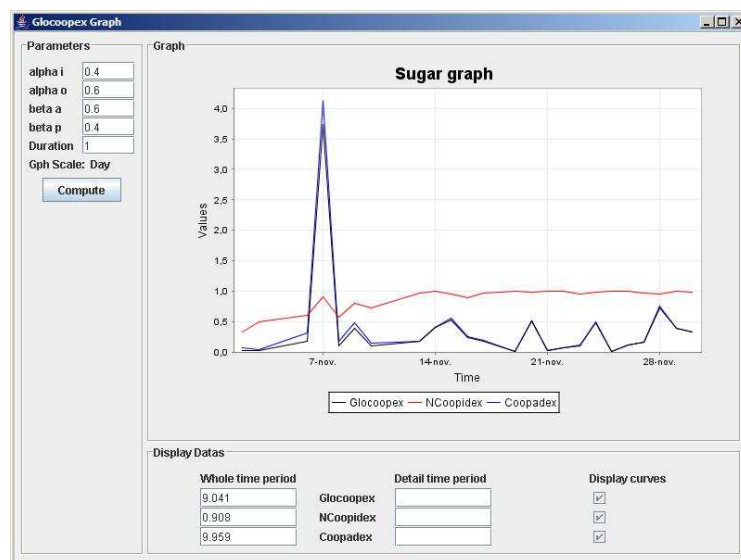 Glocoopex Graph
Parameters
alpha i 0.4
alpha o 0.6
beta a 0.6
beta p 0.4
Duration 1
Gph Scale: Day
Compute
Graph
Sugar graph
4,0
3,5
3,0
2,5
2,0
1,5
1,0
0,5
0,0
Values
7-nov. 14-nov. 21-nov. 28-nov.
Time
Glocoopex NCoopidex Coopadex
Display Datas
Whole time period Detail time period Display curves
9.041 Glocoopex
0.908 NCoopidex
9.959 Coopadex